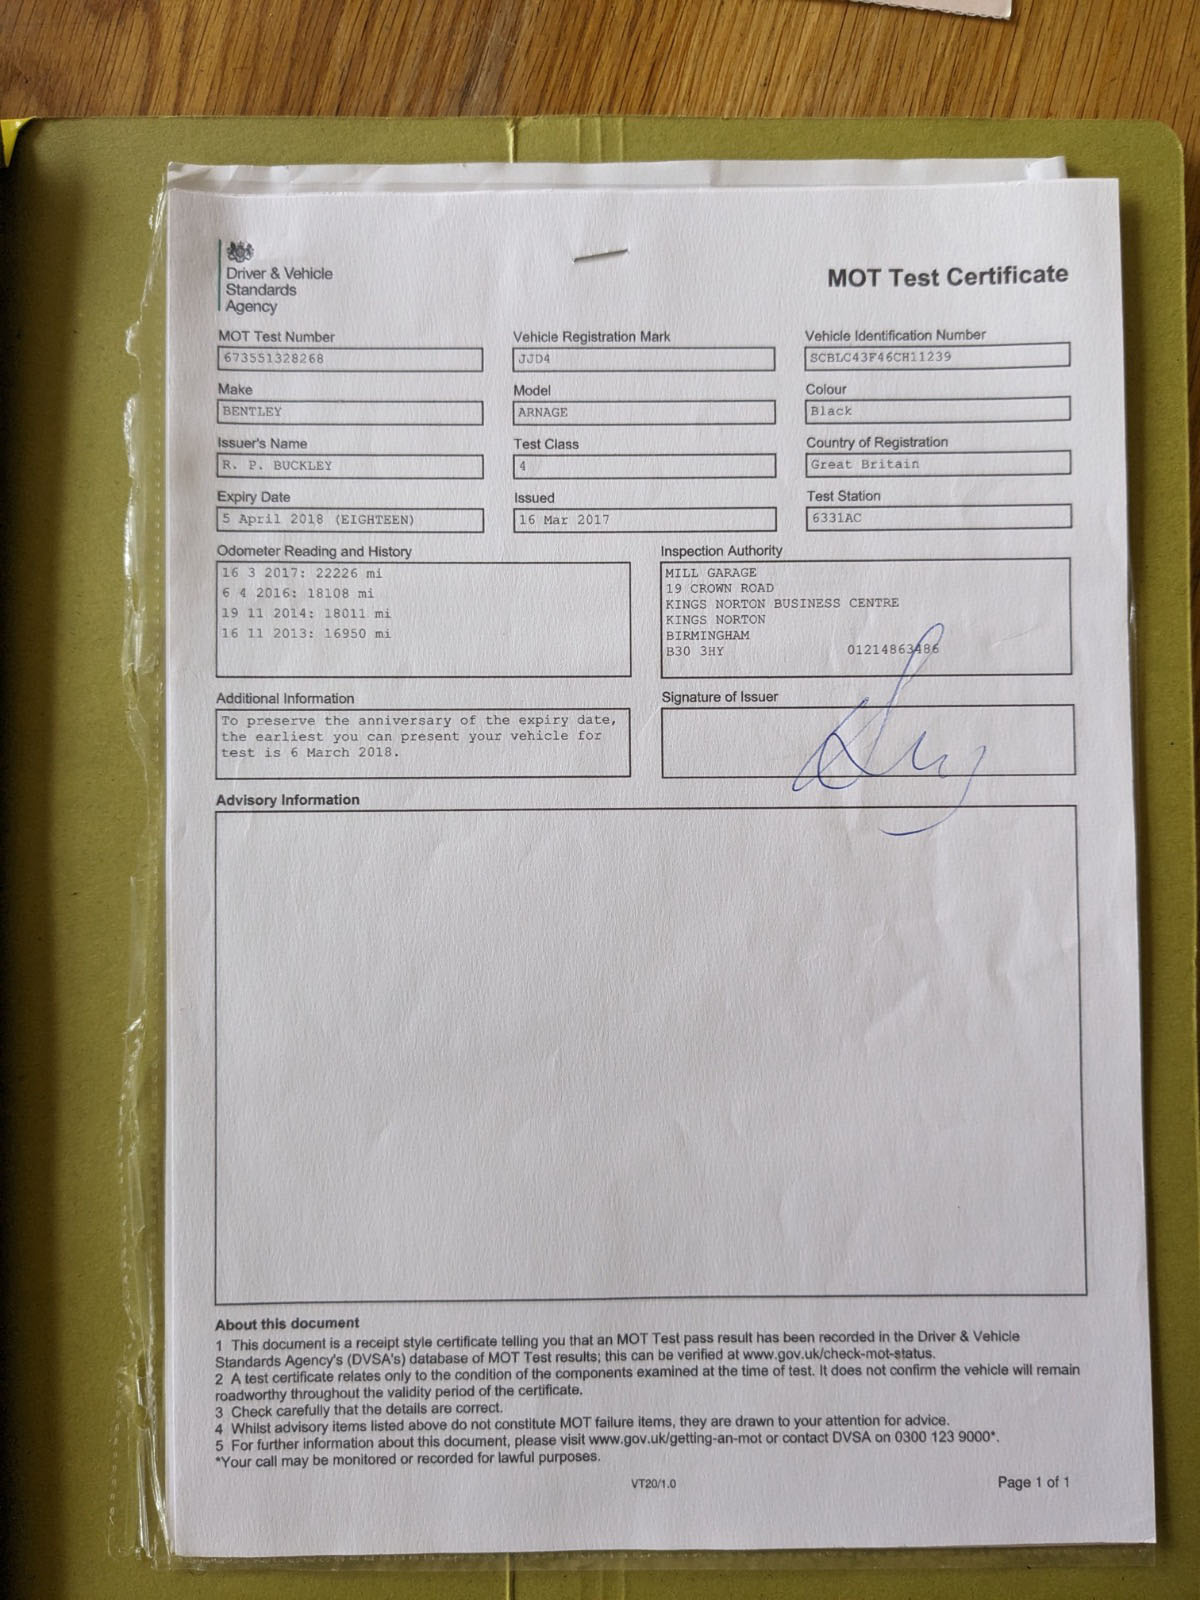 Driver & Vehicle
Standards
Agency
MOT Test Certificate
MOT Test Number
673551328268
Vehicle Registration Mark
JJD4
Vehicle Identification Number
SCBLC43F46CH11239
Make
BENTLEY
Model
ARNAGE
Colour
Black
Issuer's Name
R. P. BUCKLEY
Test Class
4
Country of Registration
Great Britain
Expiry Date
5 April 2018 (EIGHTEEN)
Issued
16 Mar 2017
Test Station
6331AC
Odometer Reading and History
16 3 2017: 22226 mi
6 4 2016: 18108 mi
19 11 2014: 18011 mi
16 11 2013: 16950 mi
Inspection Authority
MILL GARAGE
19 CROWN ROAD
KINGS NORTON BUSINESS CENTRE
KINGS NORTON
BIRMINGHAM
B30 3HY 01214863486
Additional Information
To preserve the anniversary of the expiry date,
the earliest you can present your vehicle for
test is 6 March 2018.
Signature of Issuer
Advisory Information
About this document
1 This document is a receipt style certificate telling you that an MOT Test pass result has been recorded in the Driver & Vehicle
Standards Agency's (DVSA's) database of MOT Test results; this can be verified at www.gov.uk/check-mot-status.
2 A test certificate relates only to the condition of the components examined at the time of test. It does not confirm the vehicle will remain
roadworthy throughout the validity period of the certificate.
3 Check carefully that the details are correct.
4 Whilst advisory items listed above do not constitute MOT failure items, they are drawn to your attention for advice.
5 For further information about this document, please visit www.gov.uk/getting-an-mot or contact DVSA on 0300 123 9000*.
*Your call may be monitored or recorded for lawful purposes.
VT20/1.0
Page 1 of 1